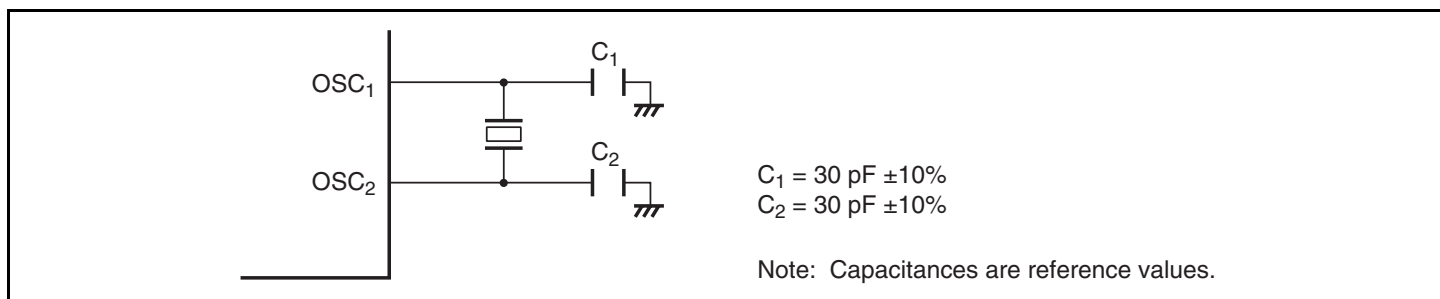 C₁
OSC₁
C₂
OSC₂
C₁ = 30 pF ±10%
C₂ = 30 pF ±10%
Note: Capacitances are reference values.